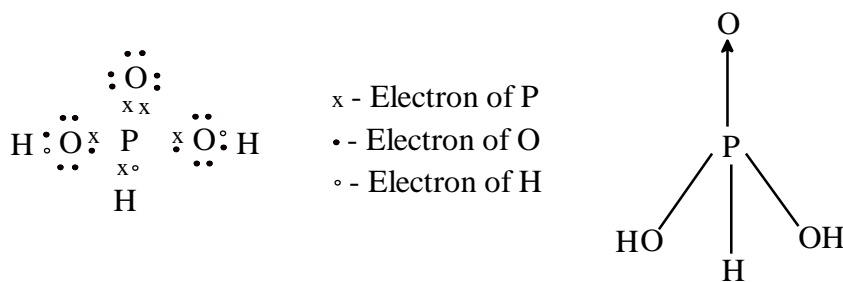 O
x x
H O x P x O H
x
H
x - Electron of P
• - Electron of O
◦ - Electron of H
O
P
HO OH
H